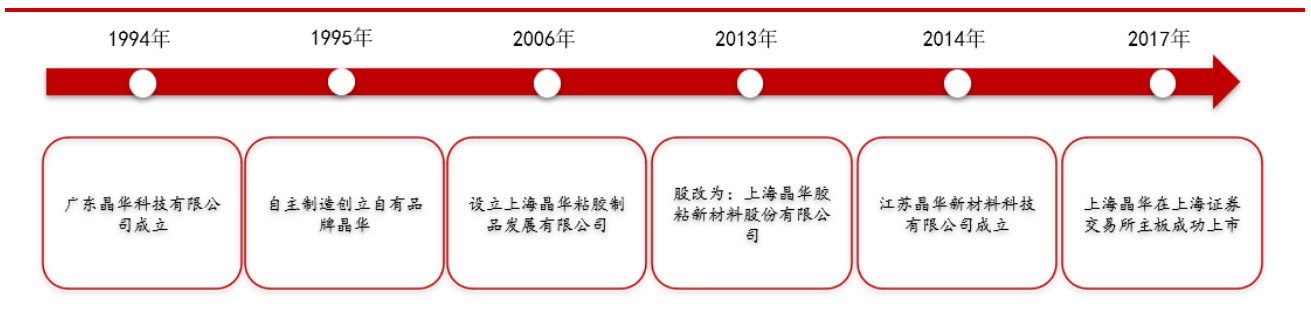 1994年
1995年
2006年
2013年
2014年
2017年
广东晶华科技有限公
司成立
自主制造创立自有品
牌晶华
设立上海晶华粘胶制
品发展有限公司
股改为：上海晶华胶
粘新材料股份有限公
司
江苏晶华新材料科技
有限公司成立
上海晶华在上海证券
交易所主板成功上市